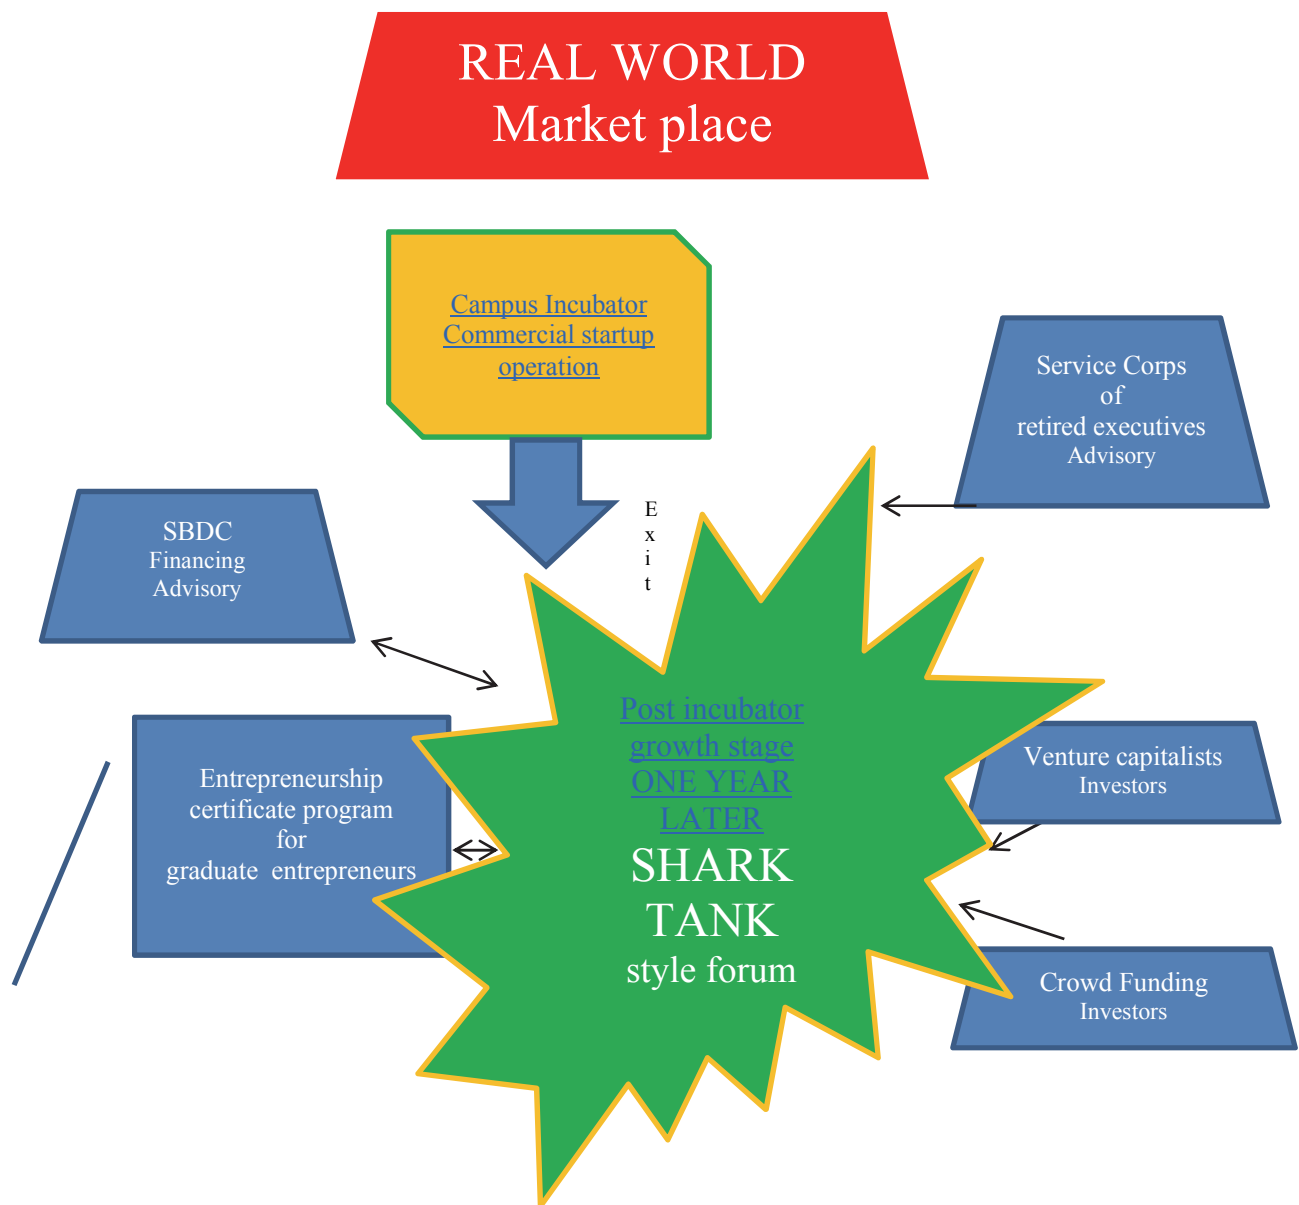 REAL WORLD
Market place
Campus Incubator
Commercial startup
operation
Service Corps
of
retired executives
Advisory
E
x
i
t
SBDC
Financing
Advisory
Post incubator
growth stage
ONE YEAR
LATER
SHARK
TANK
style forum
Entrepreneurship
certificate program
for
graduate entrepreneurs
Venture capitalists
Investors
Crowd Funding
Investors